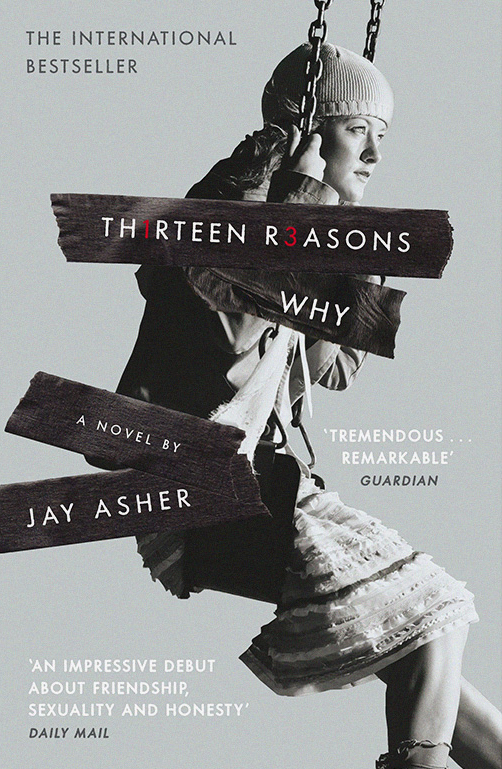 THE INTERNATIONAL
BESTSELLER
TH1RTEEN R3ASONS
WHY
A NOVEL BY
JAY ASHER
‘TREMENDOUS . . .
REMARKABLE’
GUARDIAN
‘AN IMPRESSIVE DEBUT
ABOUT FRIENDSHIP,
SEXUALITY AND HONESTY’
DAILY MAIL